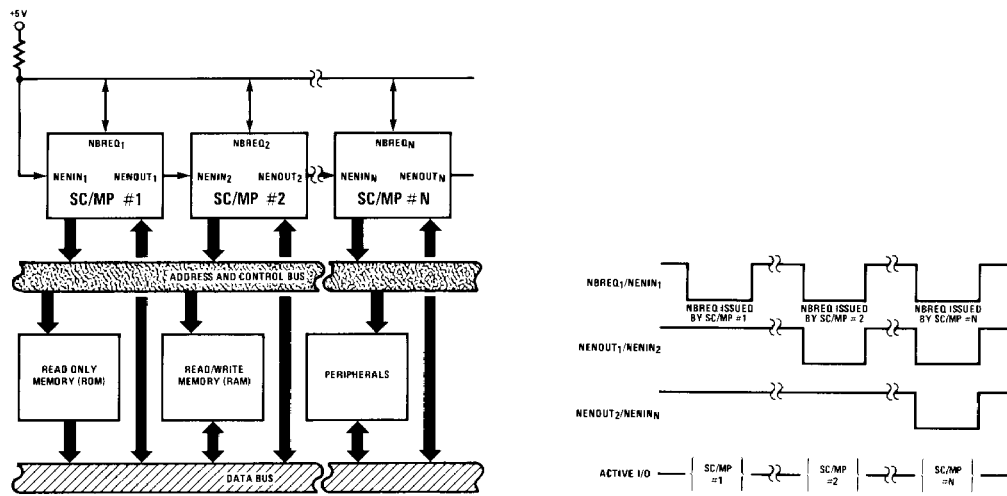 +5 V
NBREQ1
NBREQ2
NBREQN
NENIN1 NENOUT1
NENIN2 NENOUT2
NENINN NENOUTN
SC/MP #1
SC/MP #2
SC/MP #N
ADDRESS AND CONTROL BUS
READ ONLY
MEMORY (ROM)
READ/WRITE
MEMORY (RAM)
PERIPHERALS
DATA BUS
NBREQ1/NENIN1
NBREQ ISSUED
BY SC/MP #1
NBREQ ISSUED
BY SC/MP #2
NBREQ ISSUED
BY SC/MP #N
NENOUT1/NENIN2
NENOUT2/NENINN
ACTIVE I/O
SC/MP
#1
SC/MP
#2
SC/MP
#N